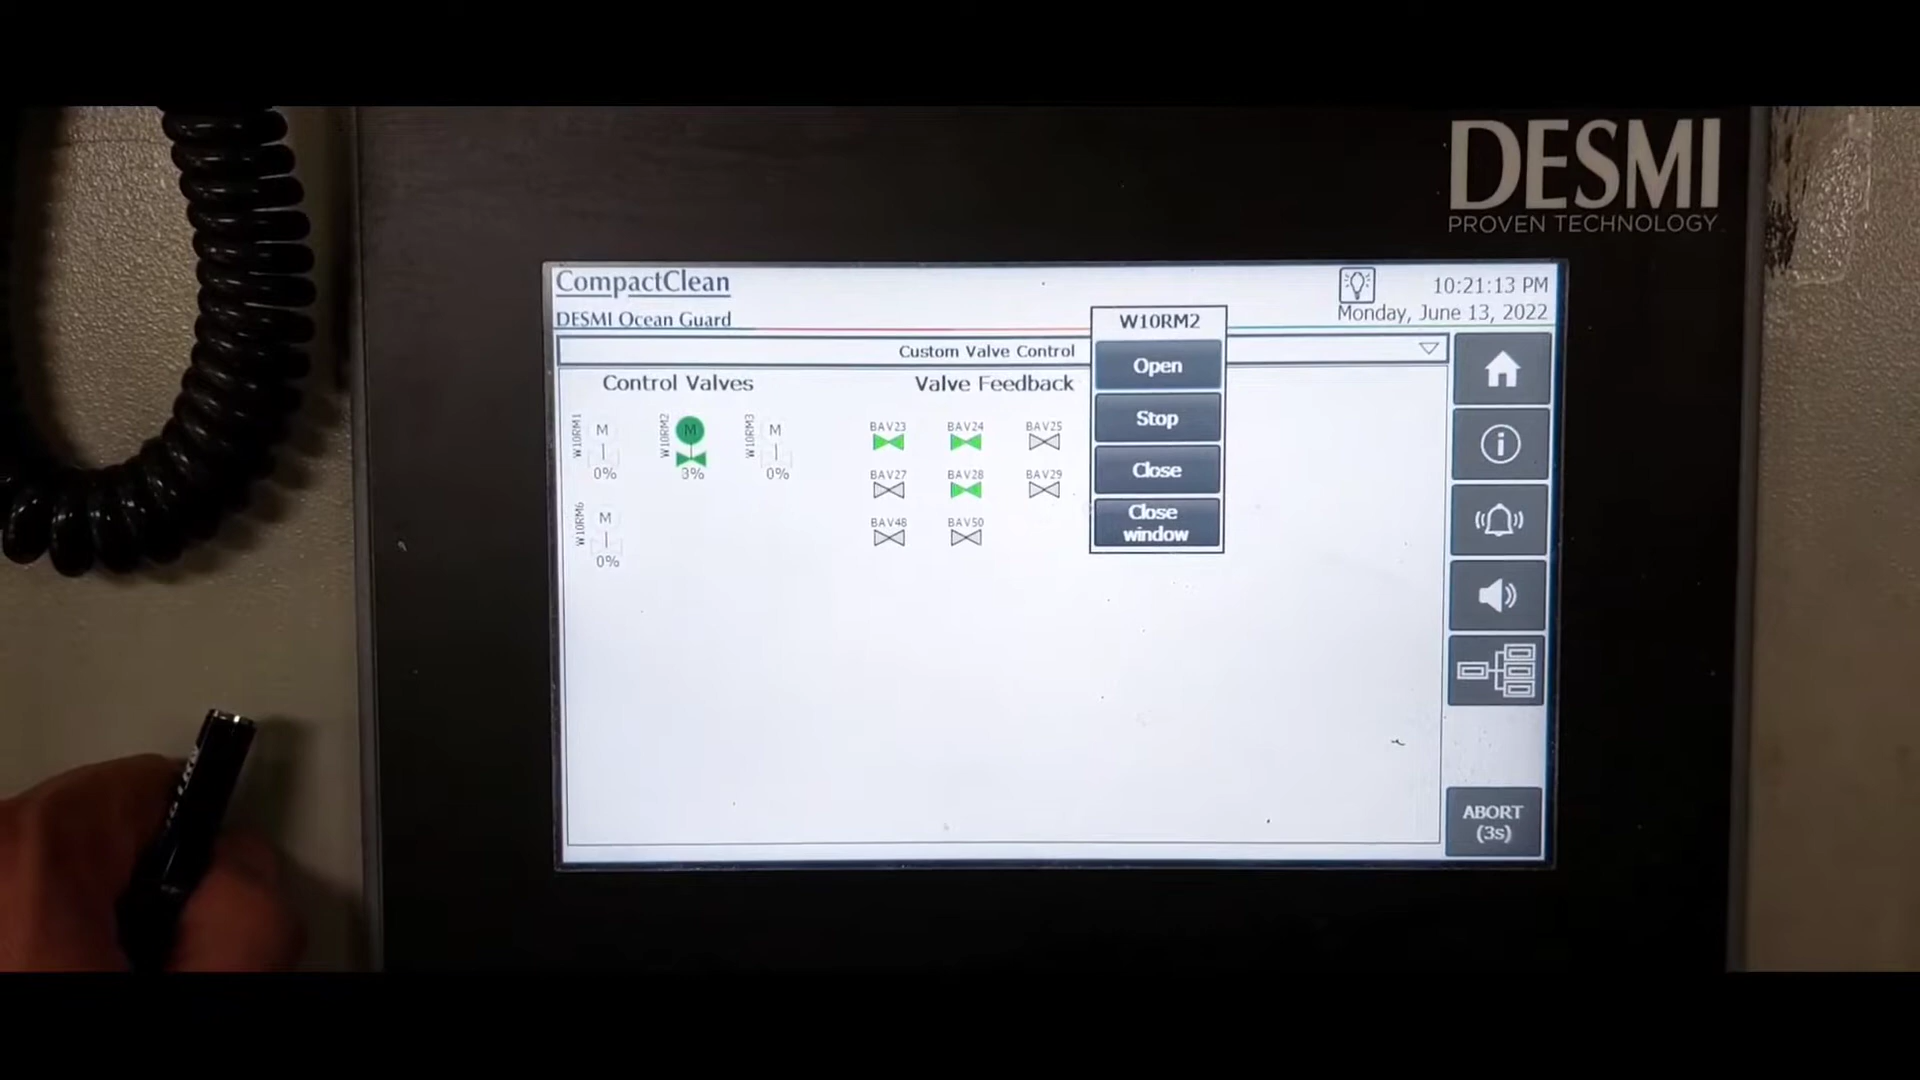 DESMI
PROVEN TECHNOLOGY
CompactClean
DESMI Ocean Guard
10:21:13 PM
Monday, June 13, 2022
Custom Valve Control
Control Valves
Valve Feedback
W10RM1
M
0%
W10RM2
M
3%
W10RM3
M
0%
W10RM6
M
0%
BAV23
BAV24
BAV25
BAV27
BAV28
BAV29
BAV48
BAV50
W10RM2
Open
Stop
Close
Close
window
ABORT
(3s)